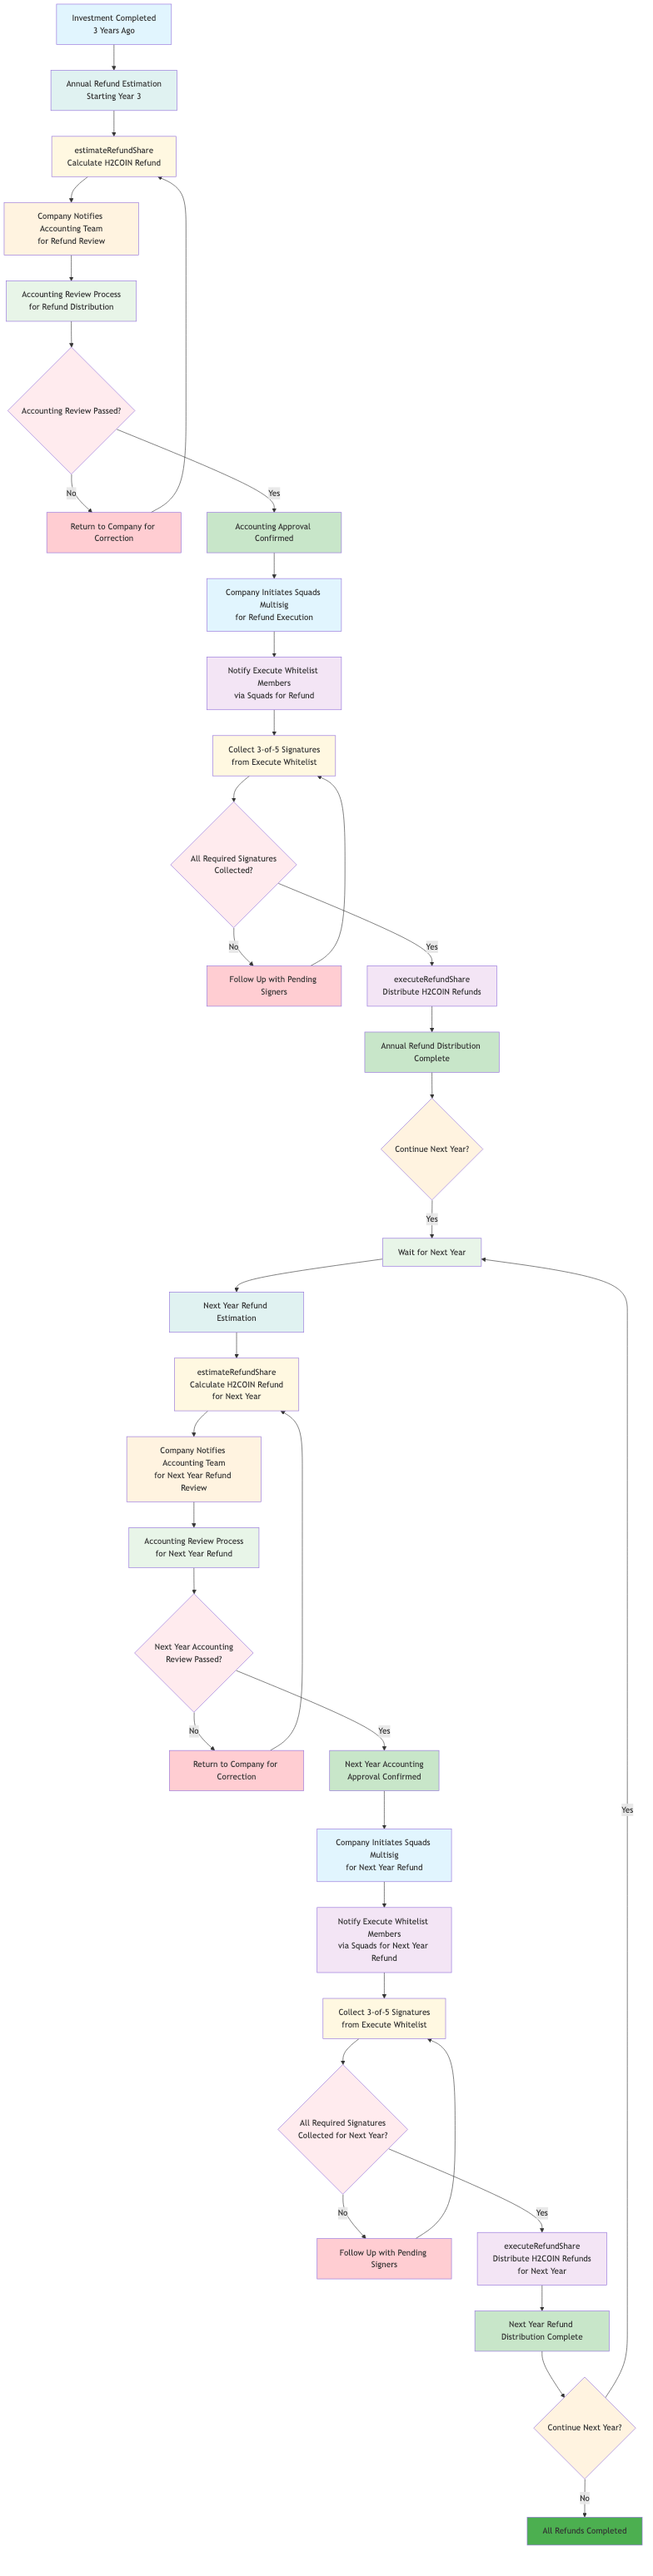 Investment Completed
3 Years Ago
Annual Refund Estimation
Starting Year 3
estimateRefundShare
Calculate H2COIN Refund
Company Notifies
Accounting Team
for Refund Review
Accounting Review Process
for Refund Distribution
Accounting Review Passed?
No
Yes
Return to Company for
Correction
Accounting Approval
Confirmed
Company Initiates Squads
Multisig
for Refund Execution
Notify Execute Whitelist
Members
via Squads for Refund
Collect 3-of-5 Signatures
from Execute Whitelist
All Required Signatures
Collected?
No
Yes
Follow Up with Pending
Signers
executeRefundShare
Distribute H2COIN Refunds
Annual Refund Distribution
Complete
Continue Next Year?
Yes
Wait for Next Year
Next Year Refund
Estimation
estimateRefundShare
Calculate H2COIN Refund
for Next Year
Company Notifies
Accounting Team
for Next Year Refund
Review
Accounting Review Process
for Next Year Refund
Next Year Accounting
Review Passed?
No
Yes
Return to Company for
Correction
Next Year Accounting
Approval Confirmed
Yes
Company Initiates Squads
Multisig
for Next Year Refund
Notify Execute Whitelist
Members
via Squads for Next Year
Refund
Collect 3-of-5 Signatures
from Execute Whitelist
All Required Signatures
Collected for Next Year?
No
Yes
Follow Up with Pending
Signers
executeRefundShare
Distribute H2COIN Refunds
for Next Year
Next Year Refund
Distribution Complete
Continue Next Year?
No
All Refunds Completed